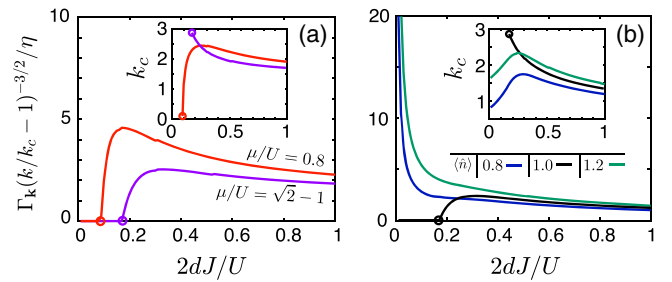 Γ_k(k/k_c − 1)^{−3/2}/η
10
5
0
0 0.2 0.4 0.6 0.8 1
2dJ/U
(a)
k_c
3
2
1
0
0 0.5 1
μ/U = 0.8
μ/U = √2 − 1
20
10
0
0 0.2 0.4 0.6 0.8 1
2dJ/U
(b)
k_c
3
2
1
0
0 0.5 1
⟨n̂⟩ 0.8 1.0 1.2